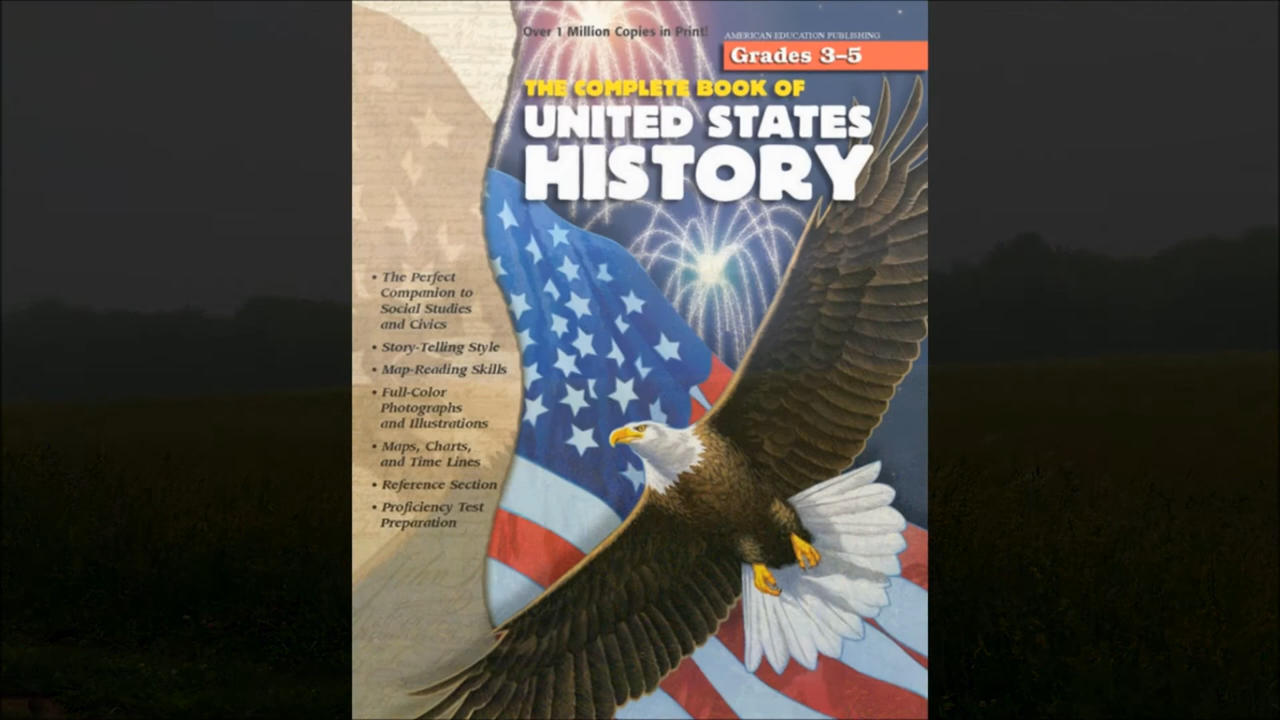 Over 1 Million Copies in Print!
AMERICAN EDUCATION PUBLISHING
Grades 3–5
THE COMPLETE BOOK OF
UNITED STATES
HISTORY
• The Perfect
Companion to
Social Studies
and Civics
• Story-Telling Style
• Map-Reading Skills
• Full-Color
Photographs
and Illustrations
• Maps, Charts,
and Time Lines
• Reference Section
• Proficiency Test
Preparation